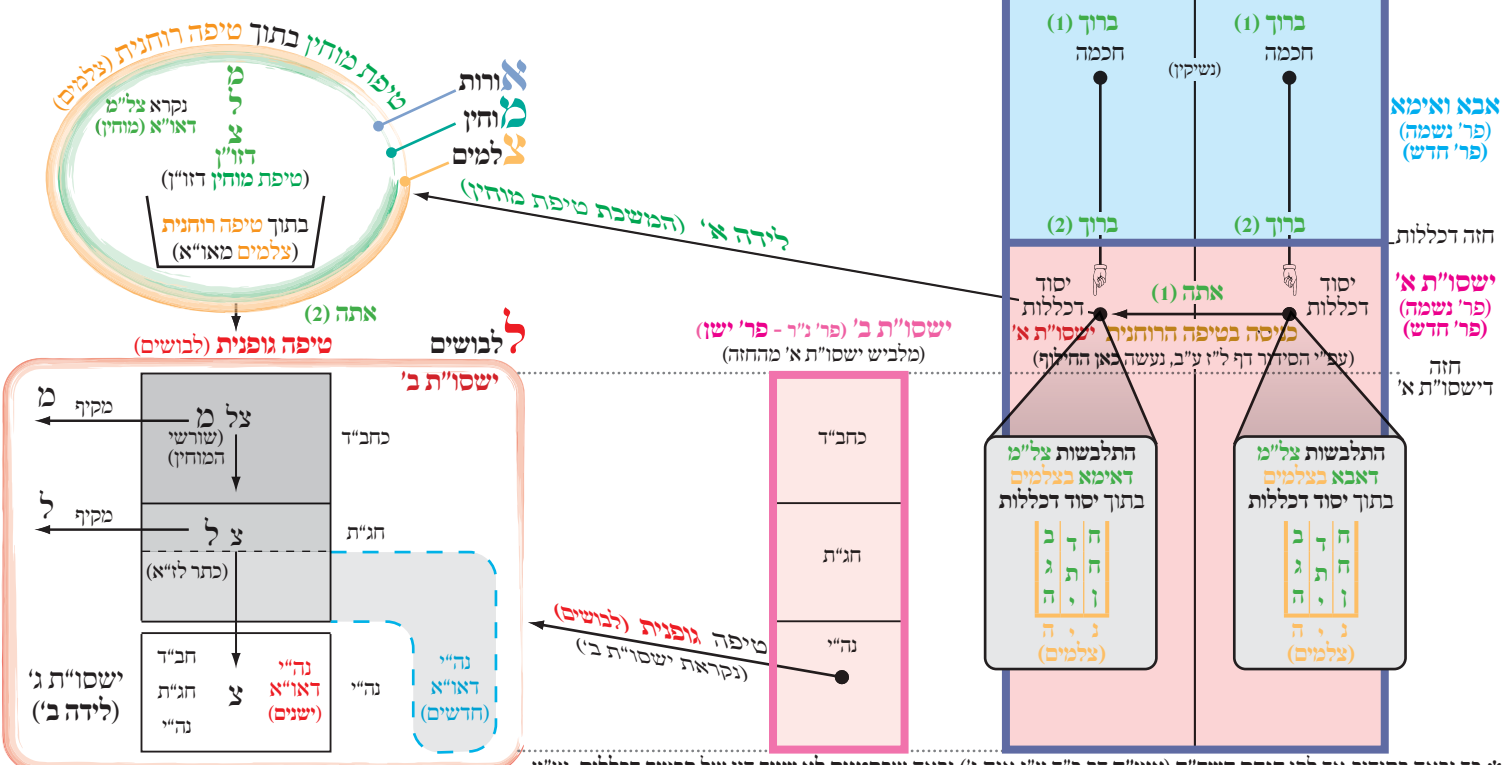 ברוך (1)
ברוך (1)
חכמה
חכמה
(נשיקין)
אבא ואימא
(פר' נשמה)
(פר' חדש)
ברוך (2)
ברוך (2)
חזה דכללות
יסוד
דכללות
יסוד
דכללות
אתה (1)
כניסה בטיפה הרוחנית
ישסו"ת א'
(עפ"י הסידור דף ל"ז ע"ב, נעשה כאן החילוף)
ישסו"ת א'
(פר' נשמה)
(פר' חדש)
חזה
דישסו"ת א'
התלבשות צל"מ
דאבא בצלמים
בתוך יסוד דכללות
ח ד ב
ח ת ג
ן י ה
נ י ה
(צלמים)
התלבשות צל"מ
דאימא בצלמים
בתוך יסוד דכללות
ח ד ב
ח ת ג
ן י ה
נ י ה
(צלמים)
ישסו"ת ב' (פר' נ"ר - פר' ישן)
(מלביש ישסו"ת א' מהחזה)
כחב"ד
חג"ת
נה"י
לידה א' (המשכת טיפת מוחין)
טיפה גופנית (לבושים)
(נקראת ישסו"ת ב')
אורות
מוחין
צלמים
טיפת מוחין בתוך טיפה רוחנית (צלמים)
מ
ל
צ
דזו"ן
נקרא צל"מ
דאו"א (מוחין)
(טיפת מוחין דזו"ן)
בתוך טיפה רוחנית
(צלמים מאו"א)
אתה (2)
לבושים
טיפה גופנית (לבושים)
ישסו"ת ב'
כחב"ד
צל מ
(שורשי
המוחין)
מקיף
מ
חג"ת
צ ל
מקיף
ל
(כתר לז"א)
נה"י
דאו"א
(חדשים)
נה"י
נה"י
דאו"א
(ישנים)
צ
חב"ד
חג"ת
נה"י
ישסו"ת ג'
(לידה ב')